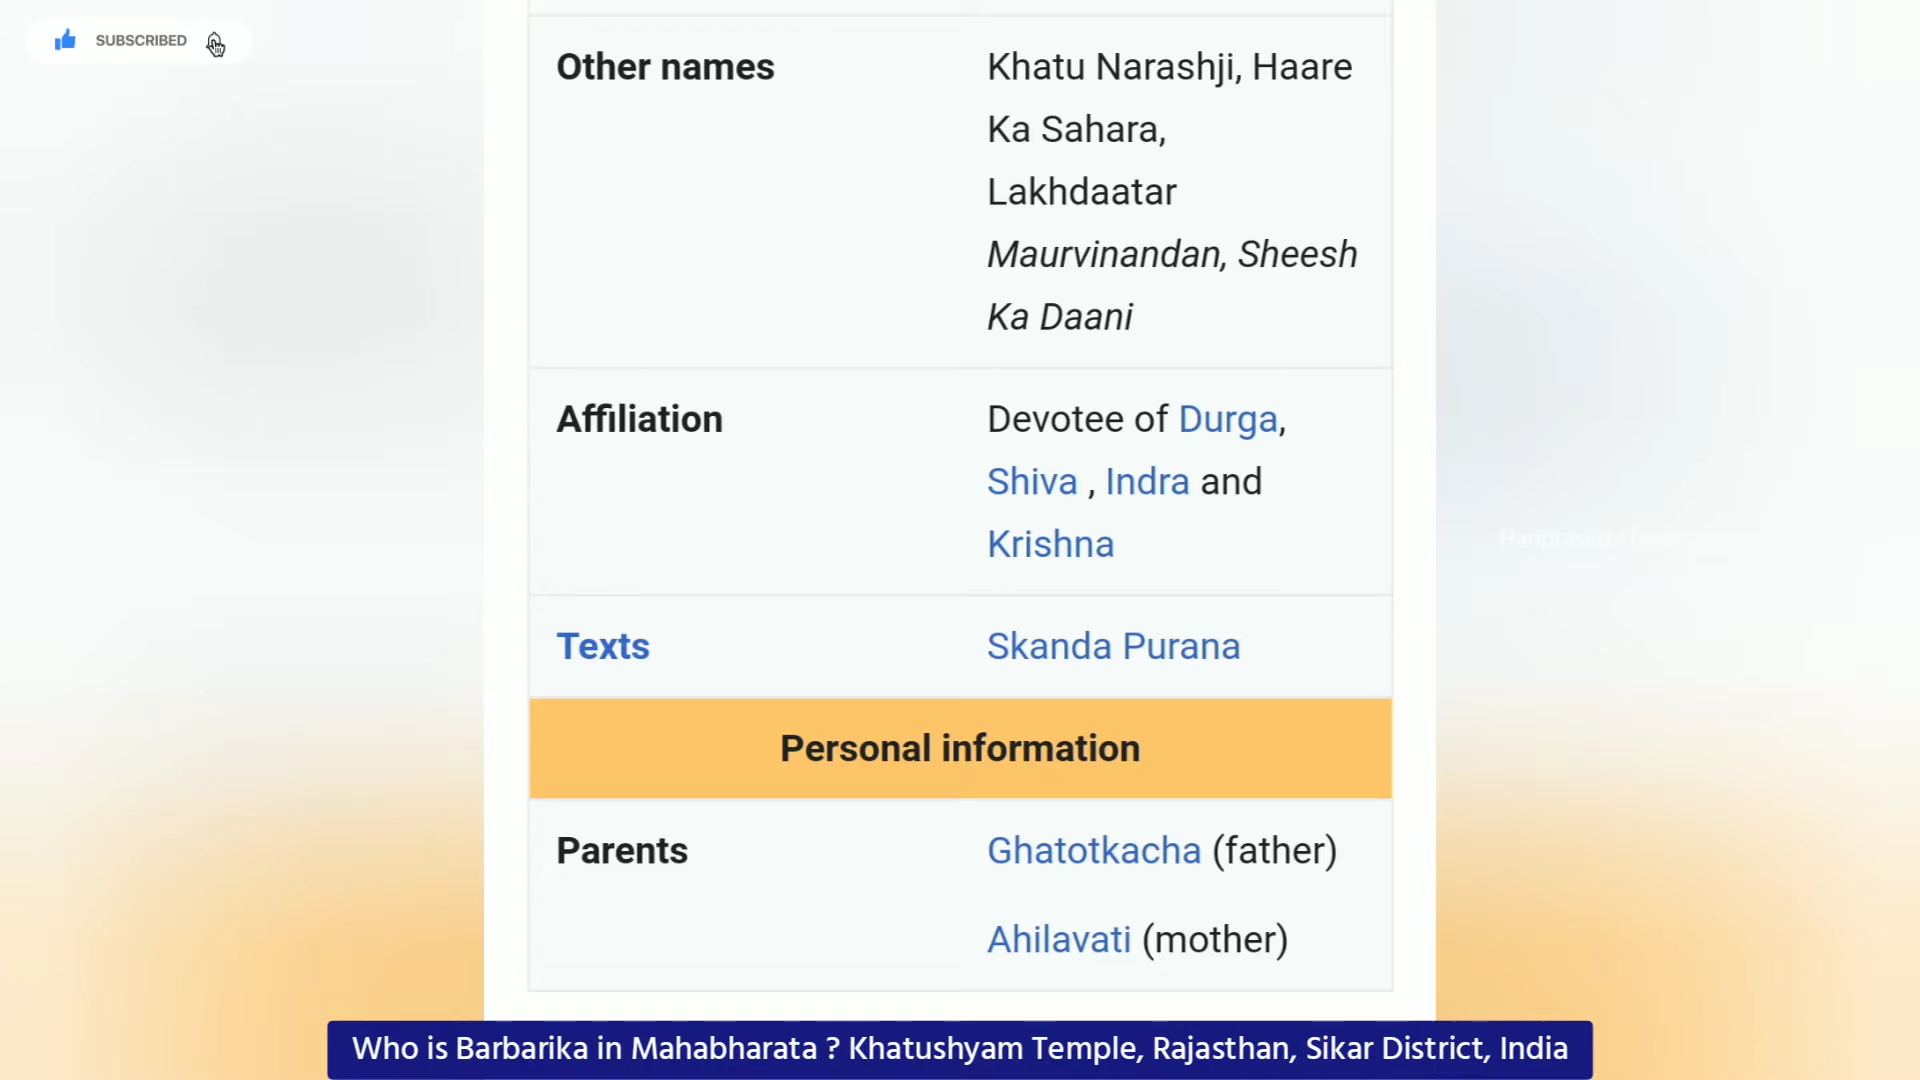 SUBSCRIBED
Other names
Khatu Narashji, Haare
Ka Sahara,
Lakhdaatar
Maurvinandan, Sheesh
Ka Daani
Affiliation
Devotee of Durga,
Shiva , Indra and
Krishna
Texts
Skanda Purana
Personal information
Parents
Ghatotkacha (father)
Ahilavati (mother)
Who is Barbarika in Mahabharata ? Khatushyam Temple, Rajasthan, Sikar District, India